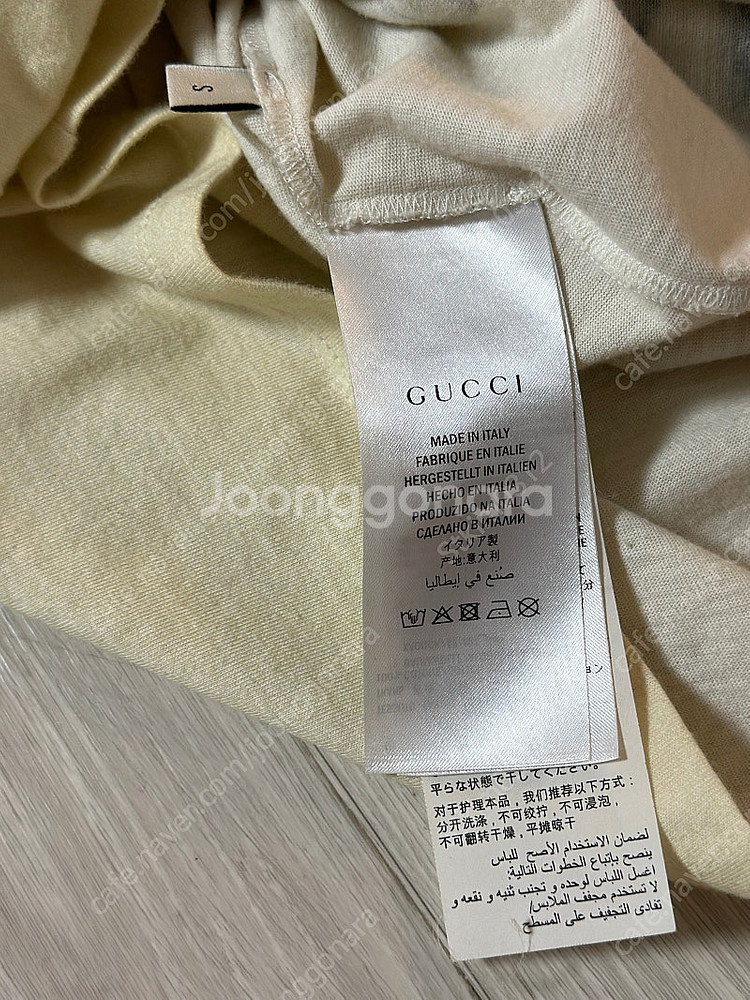 S
GUCCI
MADE IN ITALY
FABRIQUE EN ITALIE
HERGESTELLT IN ITALIEN
HECHO EN ITALIA
PRODUZIDO NA ITALIA
СДЕЛАНО В ИТАЛИИ
イタリア製
产地:意大利
صنع في إيطاليا
Joonggonara
平らな状態で干してください。
对于护理本品，我们推荐以下方式：
分开洗涤，不可绞拧，不可浸泡，
不可翻转干燥，平摊晾干
لضمان الاستخدام الأصح للباس
ينصح بإتباع الخطوات التالية:
اغسل اللباس لوحده و تجنب ثنيه و نقعه و
لا تستخدم مجفف الملابس/
تفادى التجفيف على المسطح